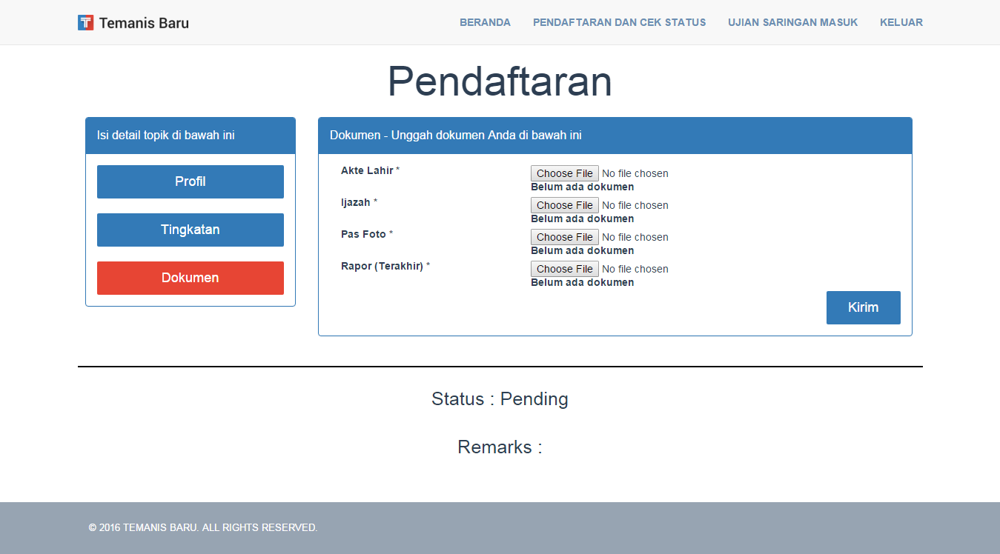 Temanis Baru
BERANDA PENDAFTARAN DAN CEK STATUS UJIAN SARINGAN MASUK KELUAR
Pendaftaran
Isi detail topik di bawah ini
Profil
Tingkatan
Dokumen
Dokumen - Unggah dokumen Anda di bawah ini
Akte Lahir * Choose File No file chosen
Belum ada dokumen
Ijazah * Choose File No file chosen
Belum ada dokumen
Pas Foto * Choose File No file chosen
Belum ada dokumen
Rapor (Terakhir) * Choose File No file chosen
Belum ada dokumen
Kirim
Status : Pending
Remarks :
© 2016 TEMANIS BARU. ALL RIGHTS RESERVED.